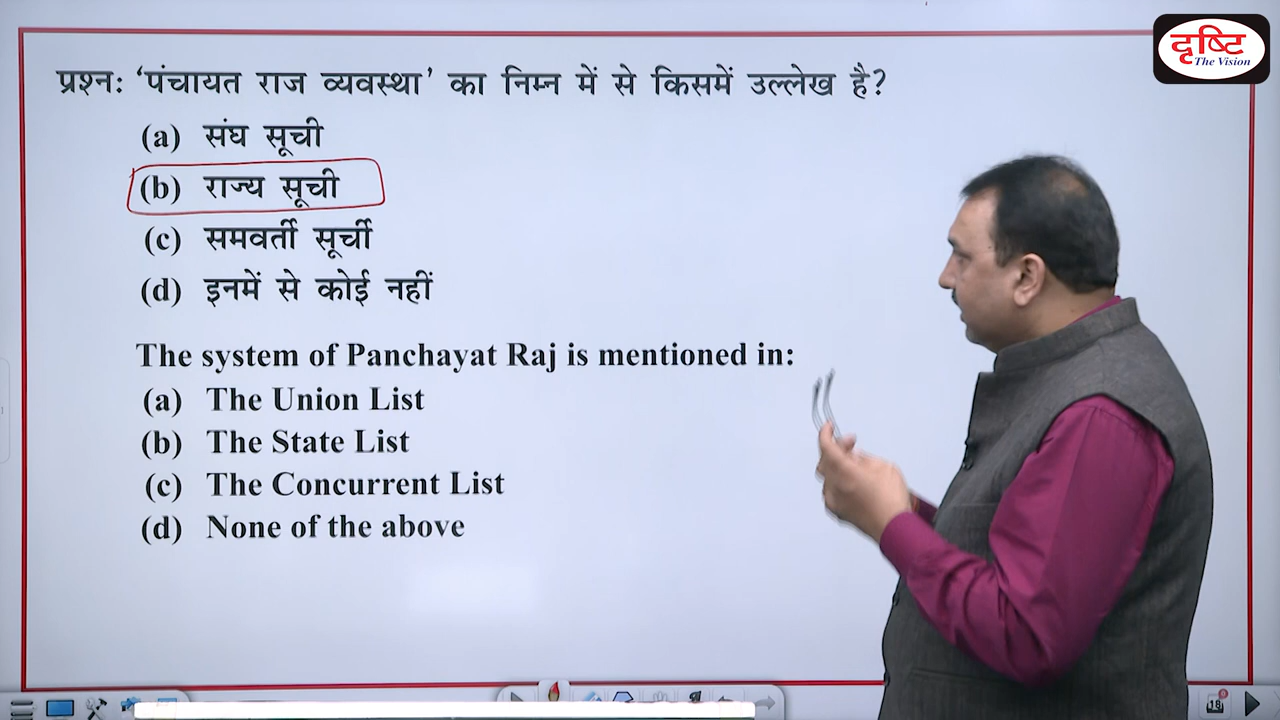 दृष्टि
The Vision
प्रश्न: ‘पंचायत राज व्यवस्था’ का निम्न में से किसमें उल्लेख है?
(a) संघ सूची
(b) राज्य सूची
(c) समवर्ती सूर्ची
(d) इनमें से कोई नहीं
The system of Panchayat Raj is mentioned in:
(a) The Union List
(b) The State List
(c) The Concurrent List
(d) None of the above
18